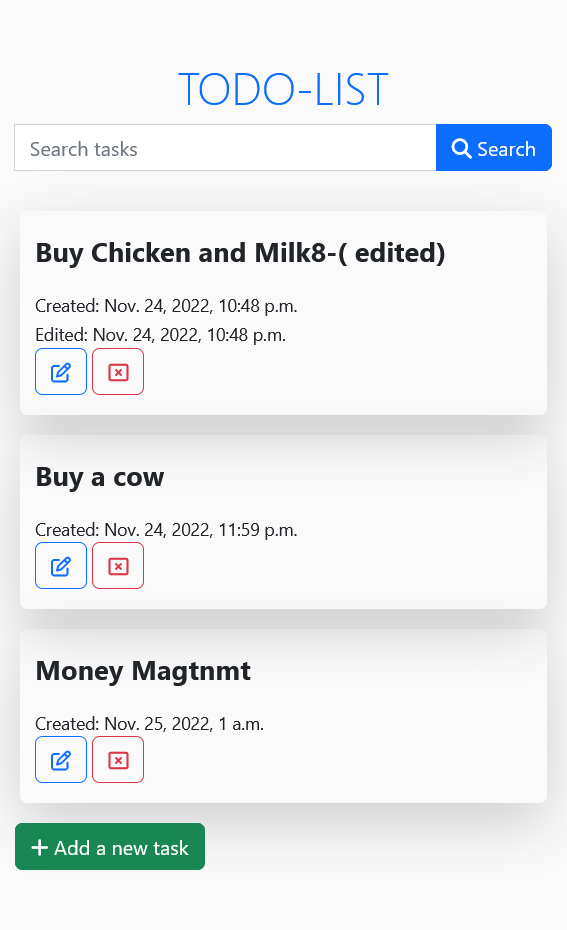 TODO-LIST
Search tasks
Search
Buy Chicken and Milk8-( edited)
Created: Nov. 24, 2022, 10:48 p.m.
Edited: Nov. 24, 2022, 10:48 p.m.
Buy a cow
Created: Nov. 24, 2022, 11:59 p.m.
Money Magtnmt
Created: Nov. 25, 2022, 1 a.m.
Add a new task